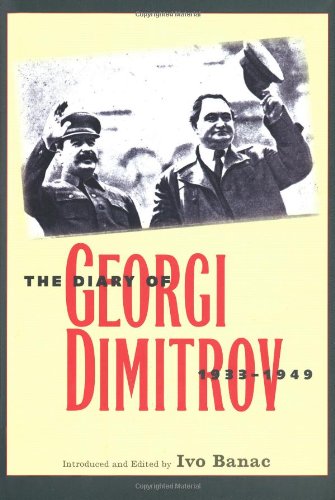 THE DIARY OF
GEORGI
DIMITROV
1933–1949
Introduced and Edited by Ivo Banac